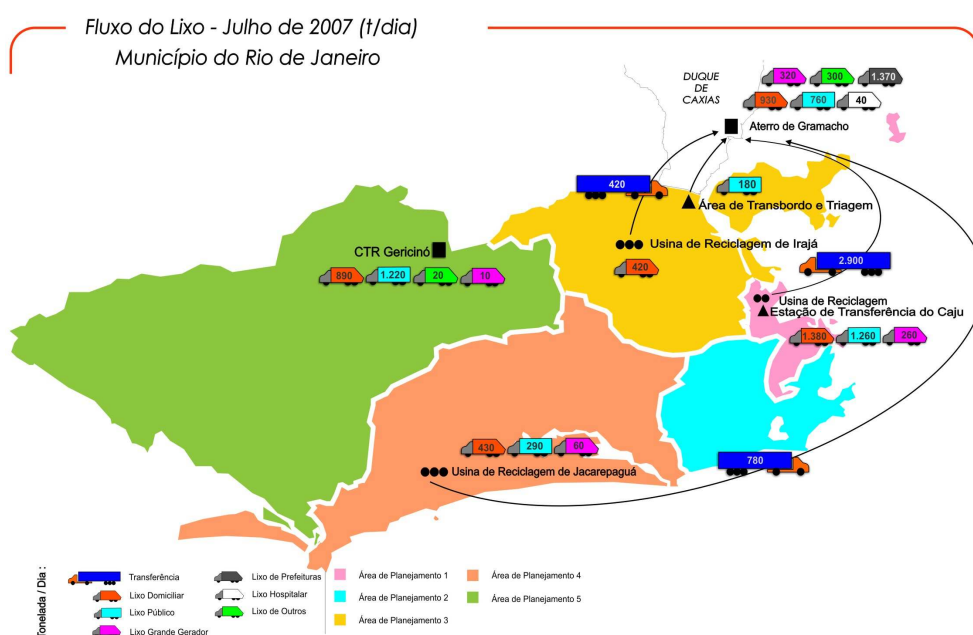 Fluxo do Lixo - Julho de 2007 (t/dia)
Município do Rio de Janeiro
DUQUE
DE
CAXIAS
320 300 1.370
930 760 40
Aterro de Gramacho
420
180
Área de Transbordo e Triagem
CTR Gericinó
Usina de Reciclagem de Irajá
890 1.220 20 10
420
2.900
Usina de Reciclagem
Estação de Transferência do Caju
1.380 1.260 260
430 290 60
780
Usina de Reciclagem de Jacarepaguá
Tonelada / Dia :
Transferência
Lixo Domiciliar
Lixo Público
Lixo Grande Gerador
Lixo de Prefeituras
Lixo Hospitalar
Lixo de Outros
Área de Planejamento 1
Área de Planejamento 2
Área de Planejamento 3
Área de Planejamento 4
Área de Planejamento 5